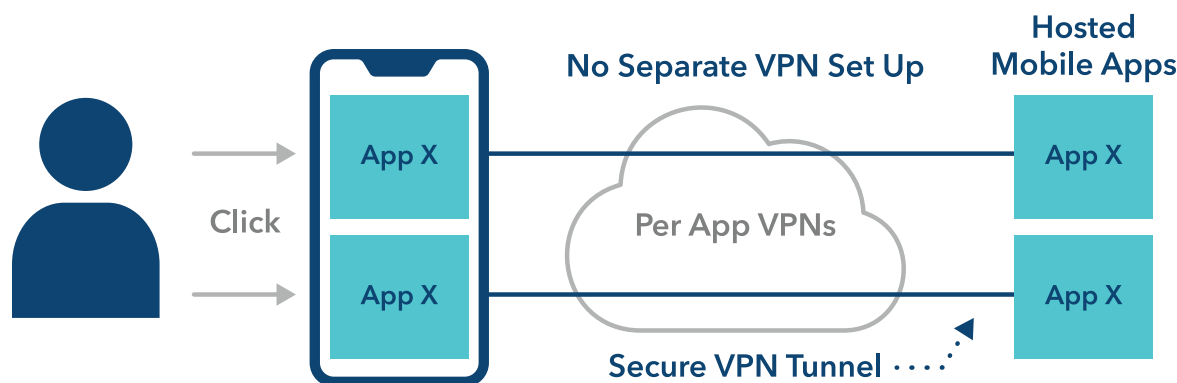 Hosted
Mobile Apps
No Separate VPN Set Up
App X
App X
Click
Per App VPNs
App X
App X
Secure VPN Tunnel